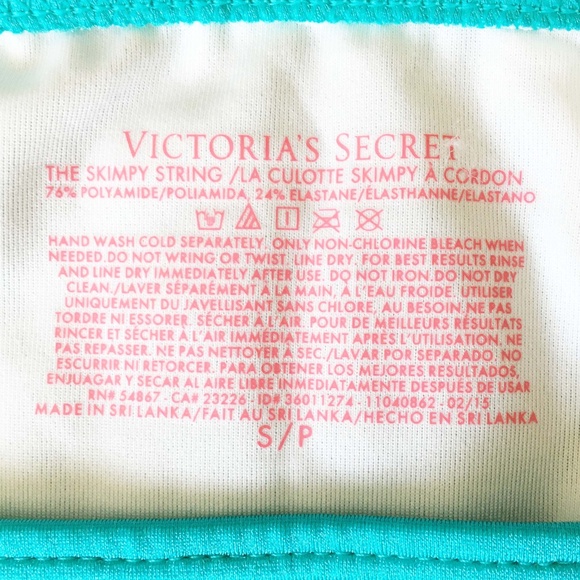 VICTORIA'S SECRET
THE SKIMPY STRING /LA CULOTTE SKIMPY À CORDON
76% POLYAMIDE/POLIAMIDA, 24% ELASTANE/ÉLASTHANNE/ELASTANO
HAND WASH COLD SEPARATELY. ONLY NON-CHLORINE BLEACH WHEN
NEEDED. DO NOT WRING OR TWIST. LINE DRY. FOR BEST RESULTS RINSE
AND LINE DRY IMMEDIATELY AFTER USE. DO NOT IRON. DO NOT DRY
CLEAN./LAVER SÉPARÉMENT À LA MAIN, À L'EAU FROIDE. UTILISER
UNIQUEMENT DU JAVELLISANT SANS CHLORE, AU BESOIN. NE PAS
TORDRE NI ESSORER. SÉCHER À L'AIR. POUR DE MEILLEURS RÉSULTATS
RINCER ET SÉCHER À L'AIR IMMÉDIATEMENT APRÈS L'UTILISATION. NE
PAS REPASSER. NE PAS NETTOYER À SEC./LAVAR POR SEPARADO. NO
ESCURRIR NI RETORCER. PARA OBTENER LOS MEJORES RESULTADOS,
ENJUAGAR Y SECAR AL AIRE LIBRE INMEDIATAMENTE DESPUES DE USAR
RN# 54867 - CA# 23226 - ID# 36011274 - 11040862 - 02/15
MADE IN SRI LANKA/FAIT AU SRI LANKA/HECHO EN SRI LANKA
S/P